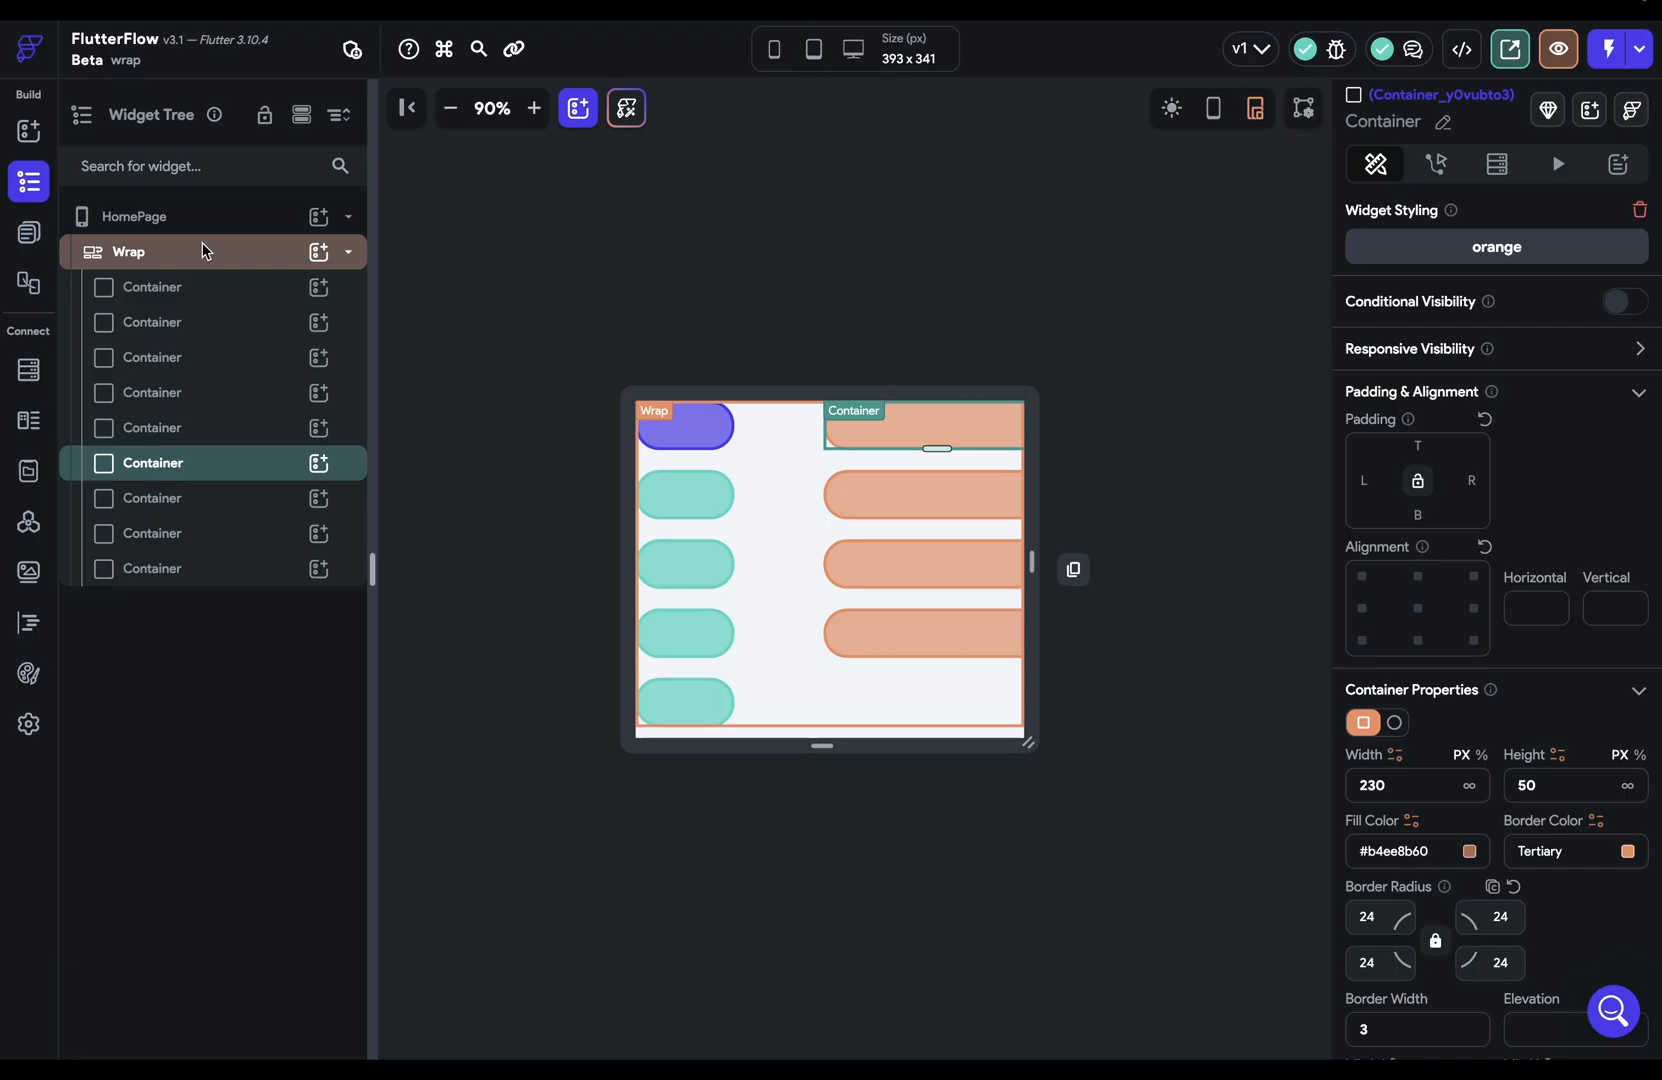 FlutterFlow v3.1 — Flutter 3.10.4
Beta wrap
Size (px)
393 x 341
v1
Build
Widget Tree
90%
(Container_y0vubto3)
Container
Search for widget...
Widget Styling
orange
HomePage
Wrap
Container
Container
Container
Container
Container
Container
Container
Container
Container
Connect
Wrap
Container
Conditional Visibility
Responsive Visibility
Padding & Alignment
Padding
T
L
R
B
Alignment
Horizontal
Vertical
Container Properties
Width PX %
Height PX %
230 ∞
50 ∞
Fill Color
Border Color
#b4ee8b60
Tertiary
Border Radius
24
24
24
24
Border Width
Elevation
3